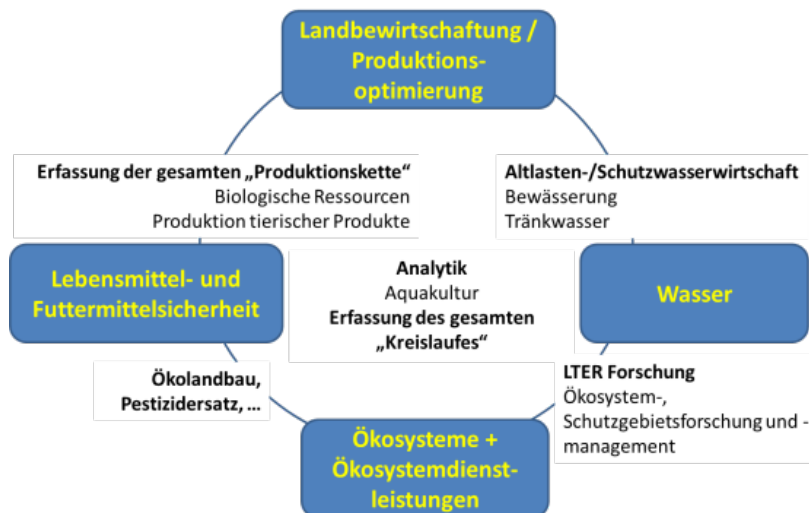 Landbewirtschaftung /
Produktions-
optimierung
Erfassung der gesamten „Produktionskette“
Biologische Ressourcen
Produktion tierischer Produkte
Altlasten-/Schutzwasserwirtschaft
Bewässerung
Tränkwasser
Lebensmittel- und
Futtermittelsicherheit
Analytik
Aquakultur
Erfassung des gesamten
„Kreislaufes“
Wasser
Ökolandbau,
Pestizidersatz, ...
LTER Forschung
Ökosystem-,
Schutzgebietsforschung und -
management
Ökosysteme +
Ökosystemdienst-
leistungen